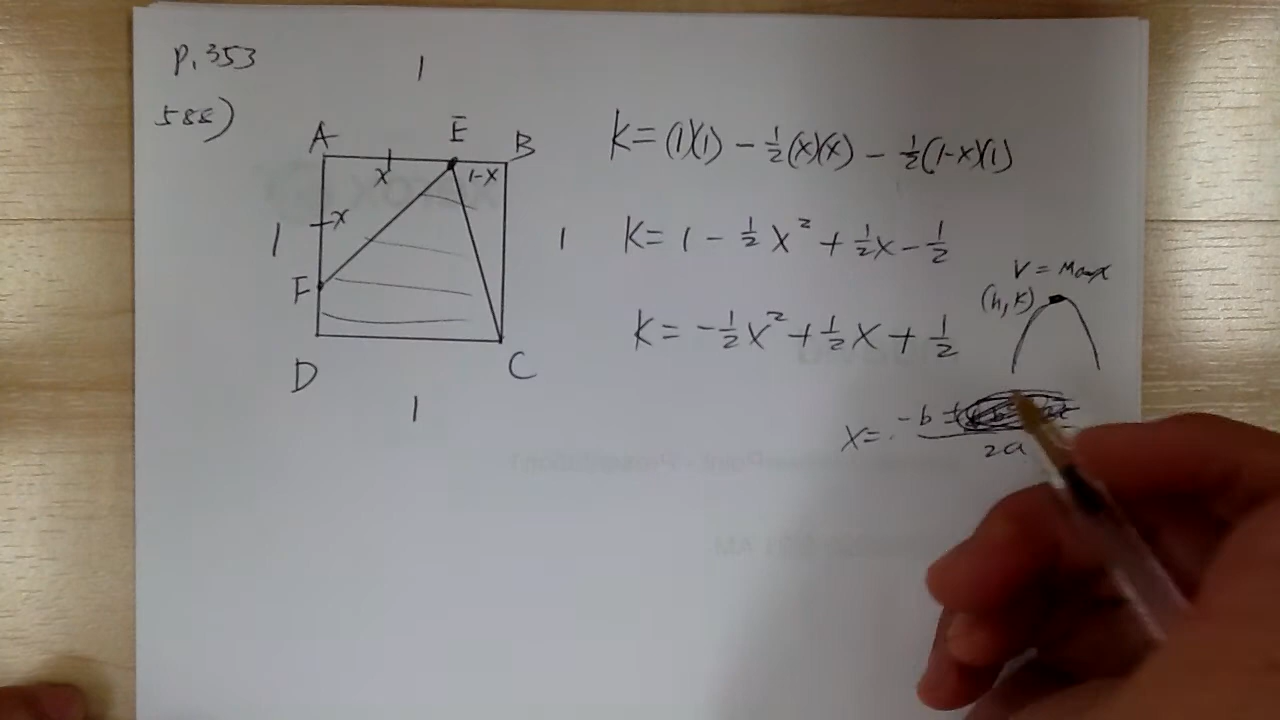 p. 353
1
588)
A E B
x 1-x
x
1 1
F
D C
1
K = (1)(1) - ½(x)(x) - ½(1-x)(1)
K = 1 - ½x² + ½x - ½
V = Max
(h, k)
K = -½x² + ½x + ½
x = -b ±
2a